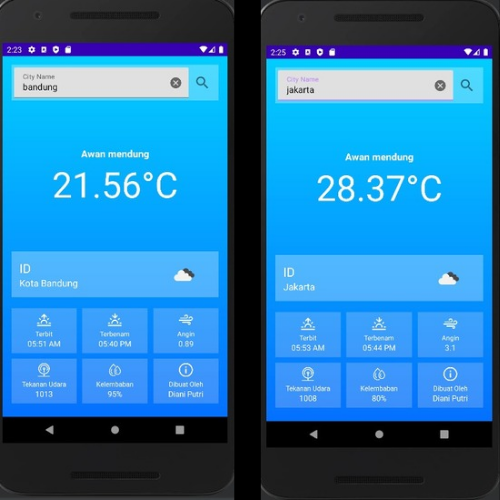 2:23
City Name
bandung
Awan mendung
21.56°C
ID
Kota Bandung
Terbit
05:51 AM
Terbenam
05:40 PM
Angin
0.89
Tekanan Udara
1013
Kelembaban
95%
Dibuat Oleh
Diani Putri
2:25
City Name
jakarta
Awan mendung
28.37°C
ID
Jakarta
Terbit
05:53 AM
Terbenam
05:44 PM
Angin
3.1
Tekanan Udara
1008
Kelembaban
80%
Dibuat Oleh
Diani Putri